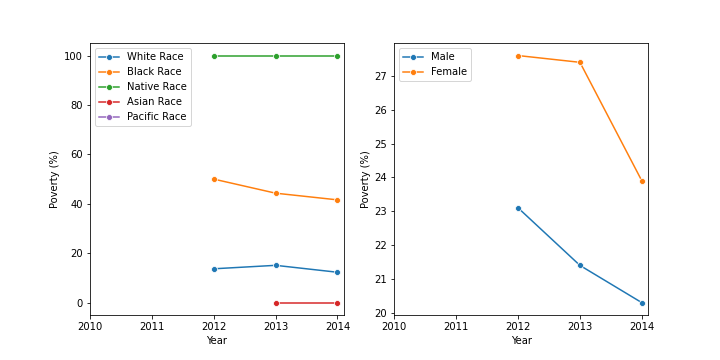 White Race
Black Race
Native Race
Asian Race
Pacific Race
100
80
60
40
20
0
Poverty (%)
2010 2011 2012 2013 2014
Year
Male
Female
27
26
25
24
23
22
21
20
Poverty (%)
2010 2011 2012 2013 2014
Year